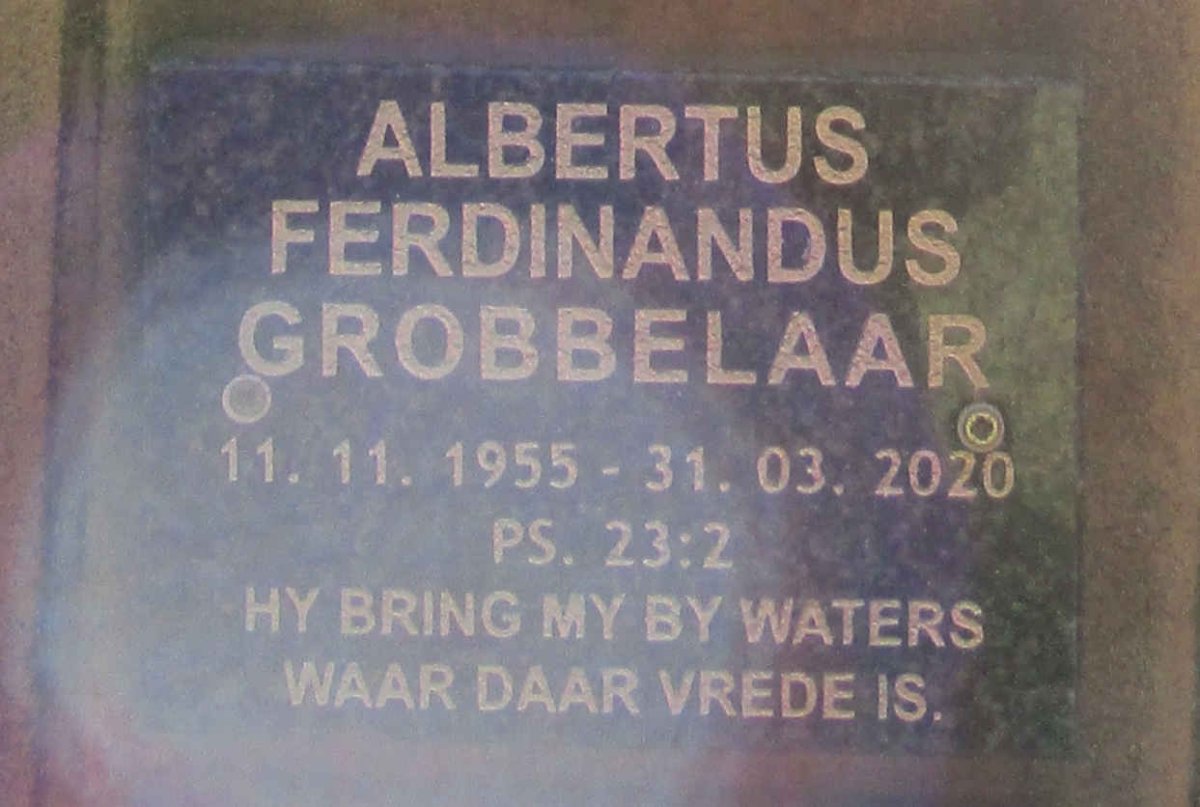 ALBERTUS
FERDINANDUS
GROBBELAAR
11. 11. 1955 - 31. 03. 2020
PS. 23:2
HY BRING MY BY WATERS
WAAR DAAR VREDE IS.